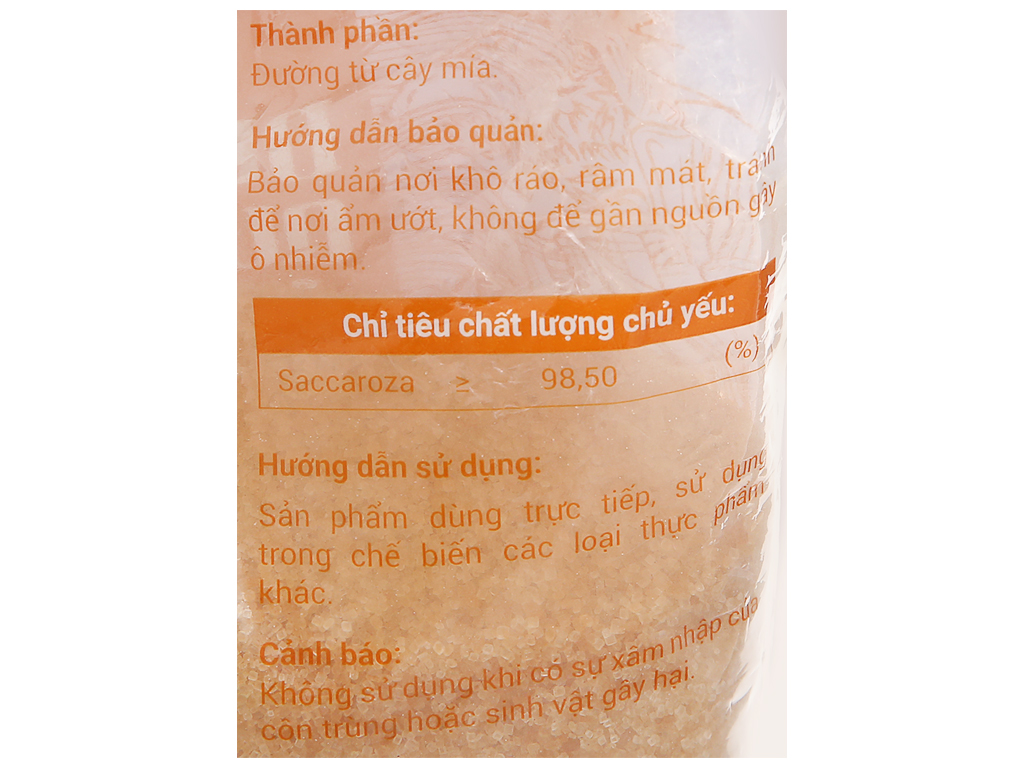 Thành phần:
Đường từ cây mía.
Hướng dẫn bảo quản:
Bảo quản nơi khô ráo, râm mát, tránh
để nơi ẩm ướt, không để gần nguồn gây
ô nhiễm.
Chỉ tiêu chất lượng chủ yếu:
(%)
Saccaroza ≥ 98,50
Hướng dẫn sử dụng:
Sản phẩm dùng trực tiếp, sử dụng
trong chế biến các loại thực phẩm
khác.
Cảnh báo:
Không sử dụng khi có sự xâm nhập của
côn trùng hoặc sinh vật gây hại.